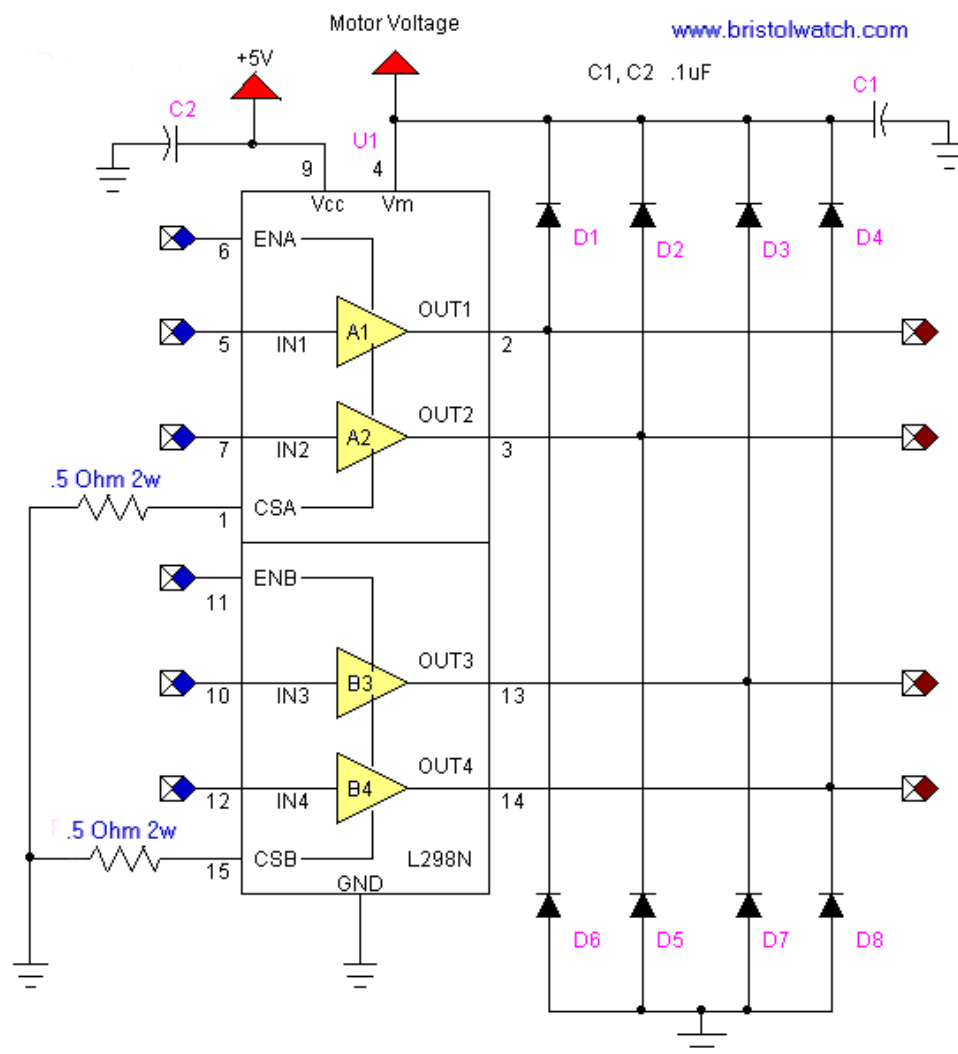 Motor Voltage
www.bristolwatch.com
+5V
C1, C2 .1uF
C1
C2
U1
9
4
Vcc
Vm
6
ENA
D1
D2
D3
D4
OUT1
A1
5
IN1
2
OUT2
A2
7
IN2
3
.5 Ohm 2w
1
CSA
ENB
11
OUT3
B3
10
IN3
13
OUT4
B4
12
IN4
14
.5 Ohm 2w
15
CSB
L298N
GND
D6
D5
D7
D8